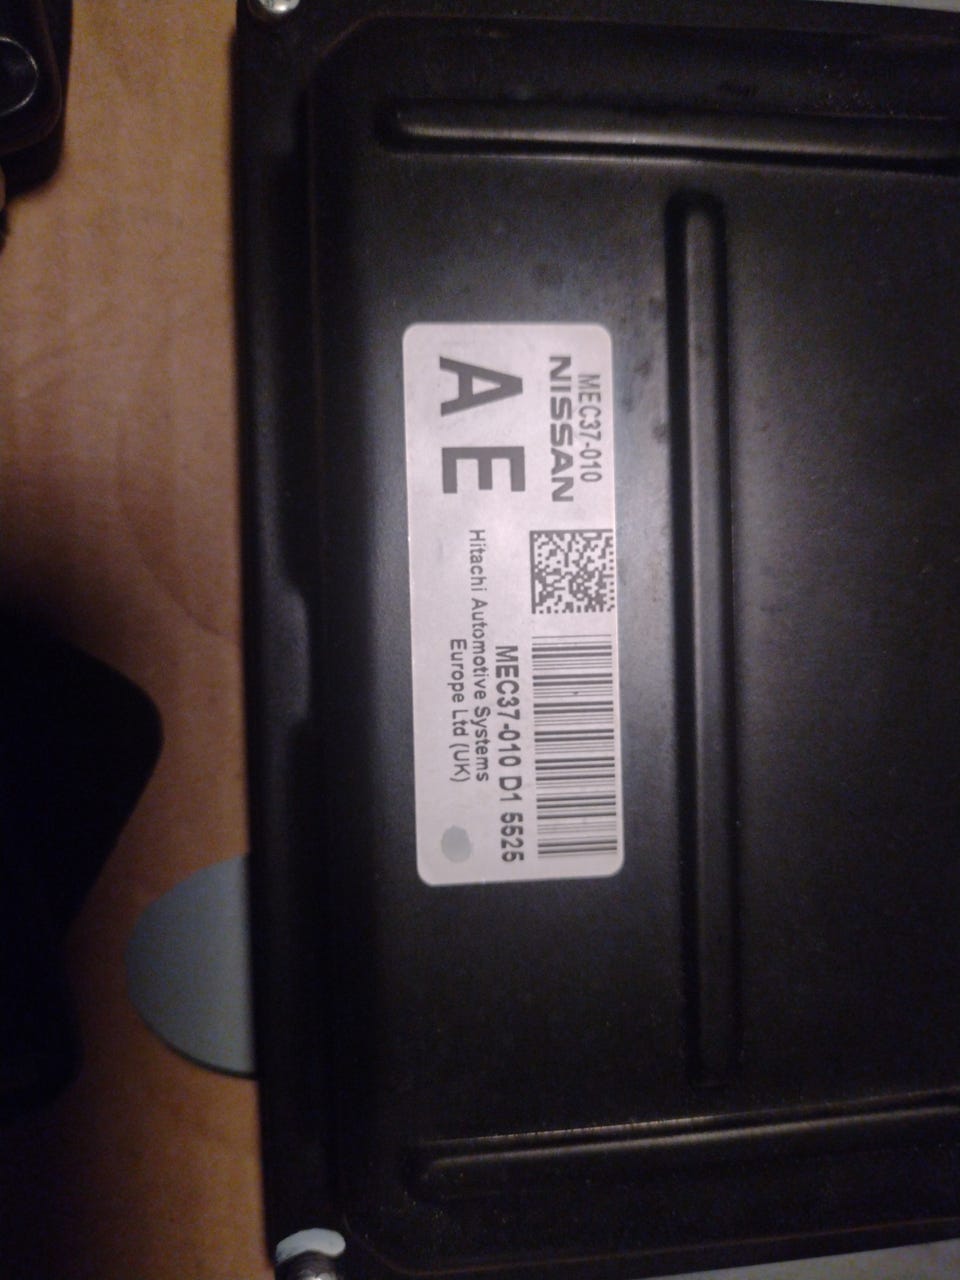 MEC37-010
NISSAN
A E
MEC37-010 D1 5525
Hitachi Automotive Systems
Europe Ltd (UK)